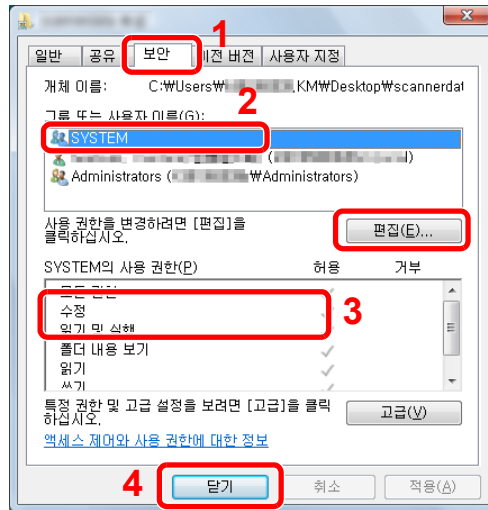 1
일반 공유 보안 이전 버전 사용자 지정
개체 이름: C:₩Users₩ .KM₩Desktop₩scannerdat
2
그룹 또는 사용자 이름(G):
SYSTEM
( )
Administrators ( ₩Administrators)
사용 권한을 변경하려면 [편집]을
클릭하십시오.
편집(E)...
SYSTEM의 사용 권한(P) 허용 거부
모든 권한
수정
3
읽기 및 실행
폴더 내용 보기
읽기
쓰기
특정 권한 및 고급 설정을 보려면 [고급]을 클릭
하십시오.
고급(V)
액세스 제어와 사용 권한에 대한 정보
4
닫기 취소 적용(A)